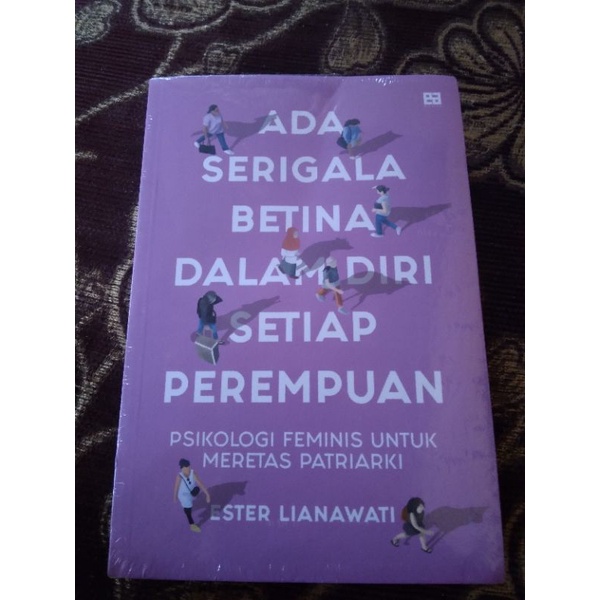 ADA
SERIGALA
BETINA
DALAM DIRI
SETIAP
PEREMPUAN
PSIKOLOGI FEMINIS UNTUK
MERETAS PATRIARKI
ESTER LIANAWATI